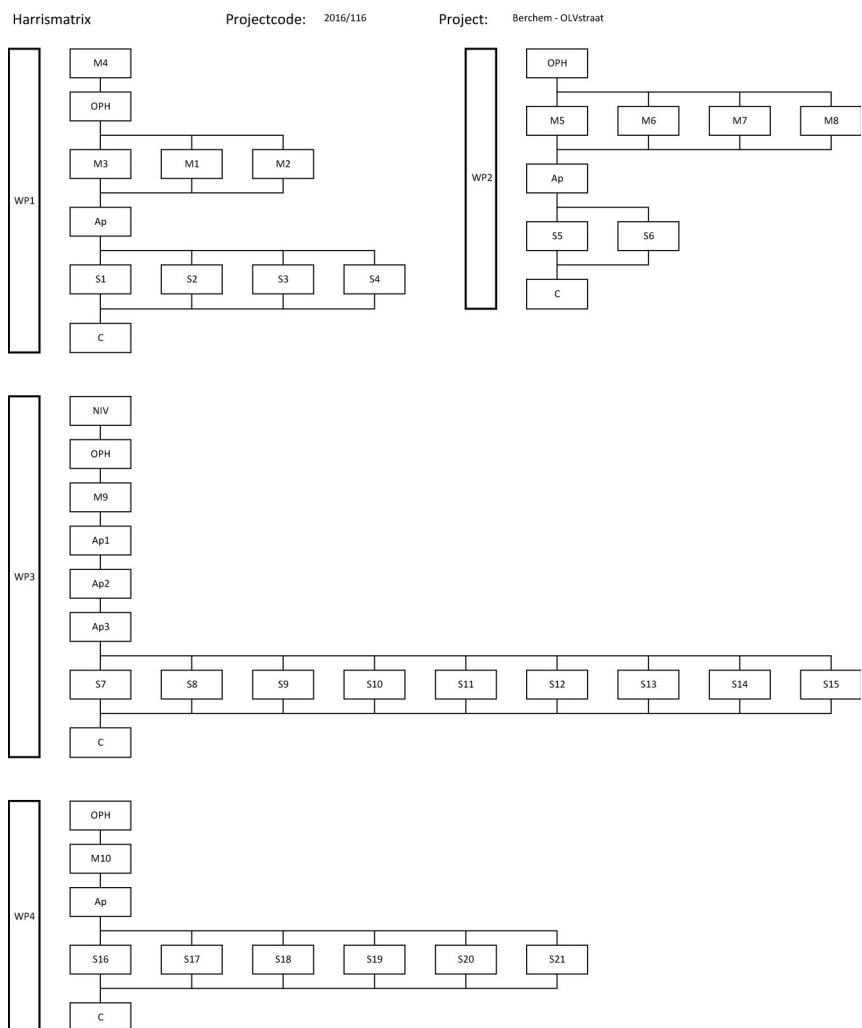 Harrismatrix Projectcode: 2016/116 Project: Berchem - OLVstraat
WP1
M4
OPH
M3 M1 M2
Ap
S1 S2 S3 S4
C
WP2
OPH
M5 M6 M7 M8
Ap
S5 S6
C
WP3
NIV
OPH
M9
Ap1
Ap2
Ap3
S7 S8 S9 S10 S11 S12 S13 S14 S15
C
WP4
OPH
M10
Ap
S16 S17 S18 S19 S20 S21
C